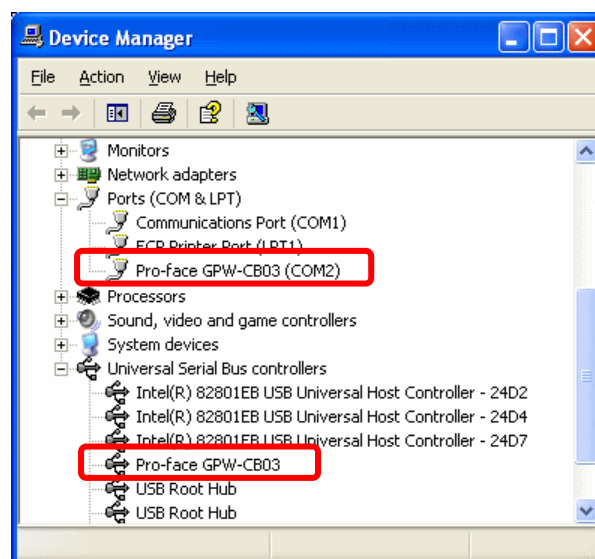 Device Manager
File Action View Help
Monitors
Network adapters
Ports (COM & LPT)
Communications Port (COM1)
ECP Printer Port (LPT1)
Pro-face GPW-CB03 (COM2)
Processors
Sound, video and game controllers
System devices
Universal Serial Bus controllers
Intel(R) 82801EB USB Universal Host Controller - 24D2
Intel(R) 82801EB USB Universal Host Controller - 24D4
Intel(R) 82801EB USB Universal Host Controller - 24D7
Pro-face GPW-CB03
USB Root Hub
USB Root Hub